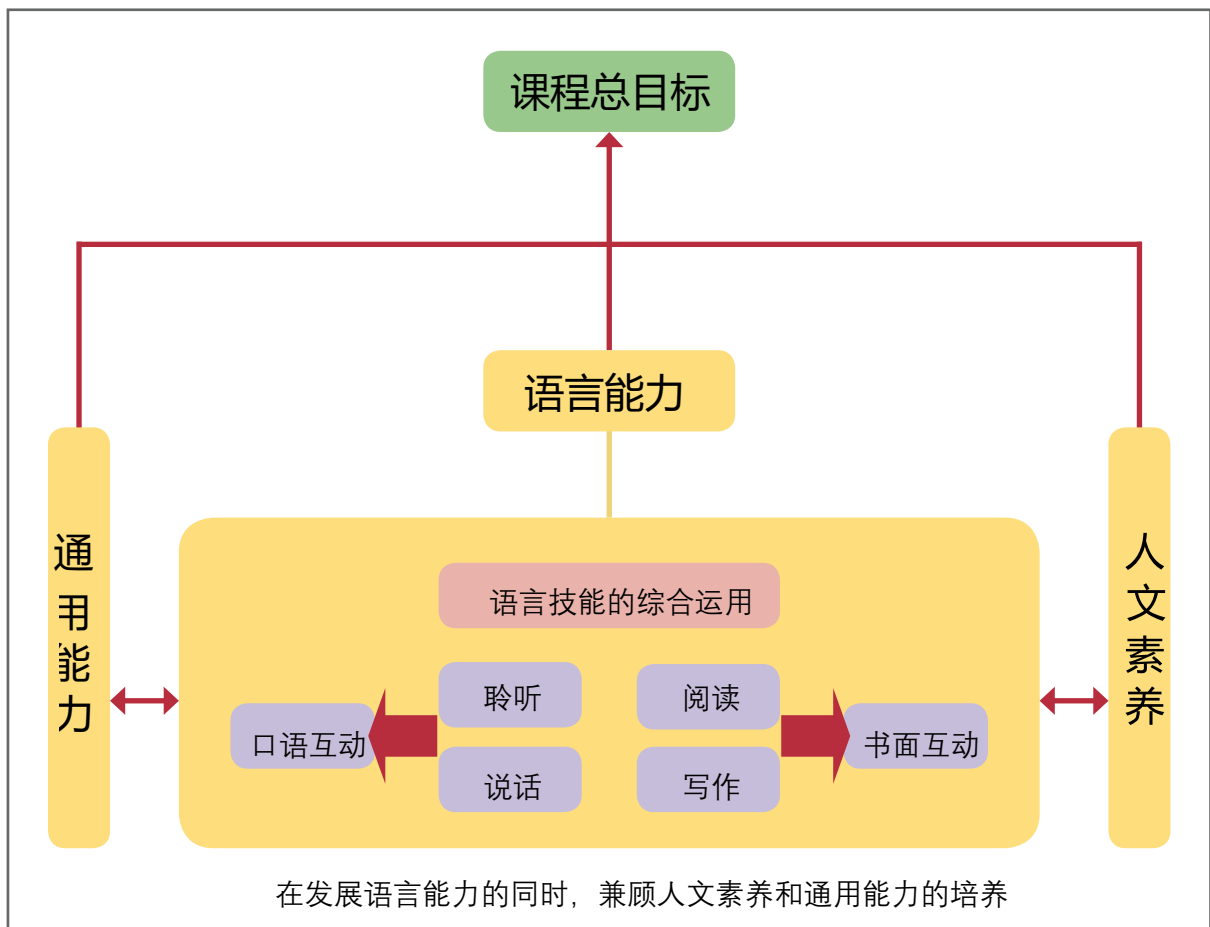 课程总目标
语言能力
通用能力
人文素养
语言技能的综合运用
聆听
阅读
口语互动
书面互动
说话
写作
在发展语言能力的同时，兼顾人文素养和通用能力的培养